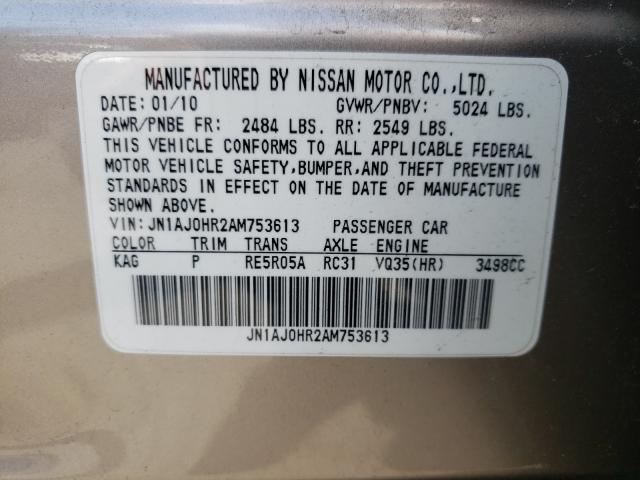 MANUFACTURED BY NISSAN MOTOR CO.,LTD.
DATE: 01/10 GVWR/PNBV: 5024 LBS.
GAWR/PNBE FR: 2484 LBS. RR: 2549 LBS.
THIS VEHICLE CONFORMS TO ALL APPLICABLE FEDERAL
MOTOR VEHICLE SAFETY,BUMPER,AND THEFT PREVENTION
STANDARDS IN EFFECT ON THE DATE OF MANUFACTURE
SHOWN ABOVE.
VIN: JN1AJ0HR2AM753613 PASSENGER CAR
COLOR TRIM TRANS AXLE ENGINE
KAG P RE5R05A RC31 VQ35(HR) 3498CC
JN1AJ0HR2AM753613